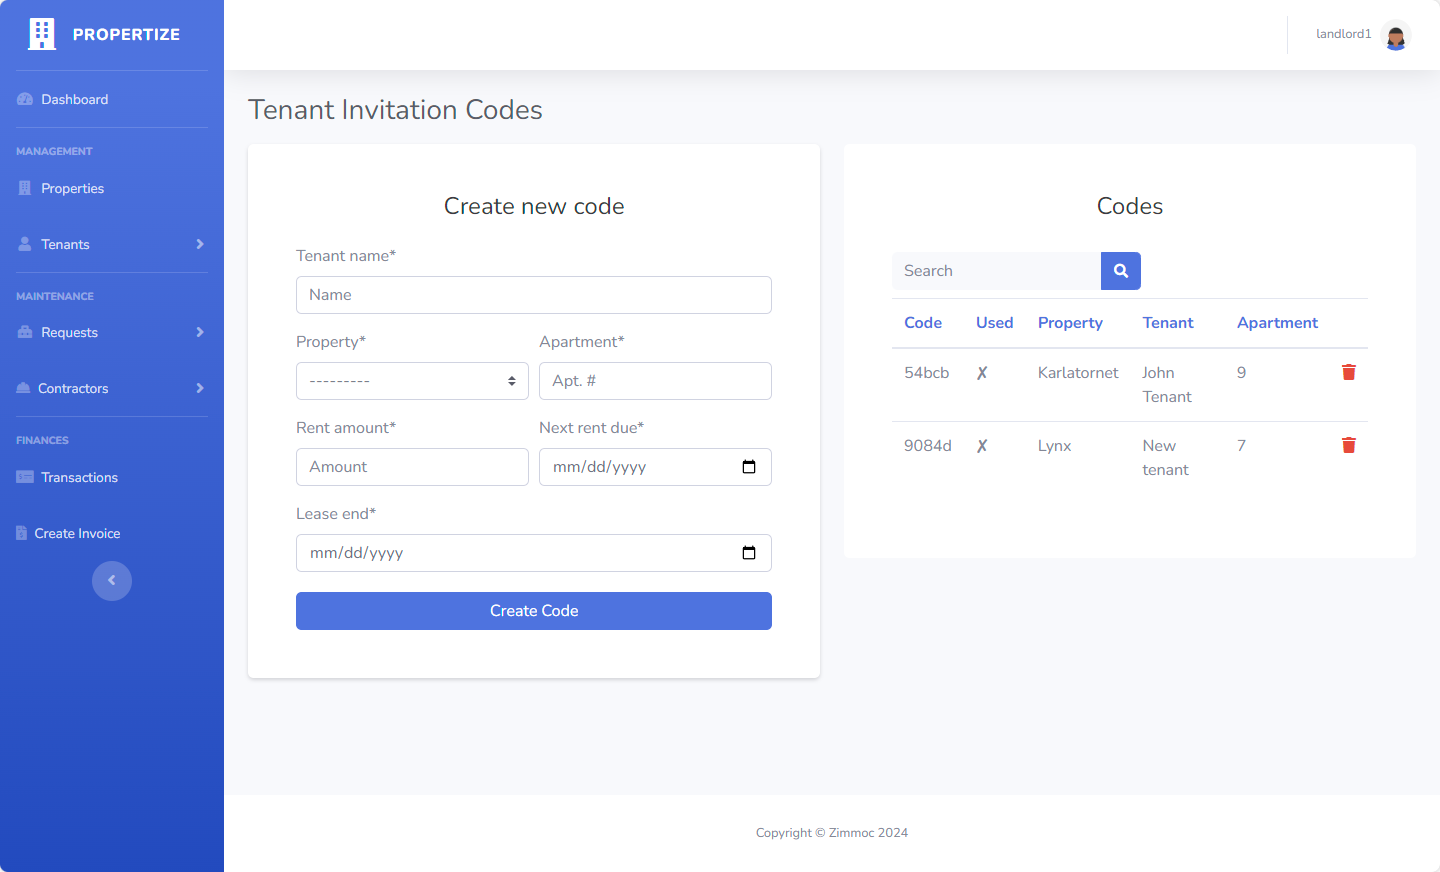 PROPERTIZE
landlord1
Dashboard
MANAGEMENT
Properties
Tenants
MAINTENANCE
Requests
Contractors
FINANCES
Transactions
Create Invoice
Tenant Invitation Codes
Create new code
Tenant name*
Name
Property* Apartment*
--------- Apt. #
Rent amount* Next rent due*
Amount mm/dd/yyyy
Lease end*
mm/dd/yyyy
Create Code
Codes
Search
Code Used Property Tenant Apartment
54bcb ✗ Karlatornet John 9
Tenant
9084d ✗ Lynx New 7
tenant
Copyright © Zimmoc 2024